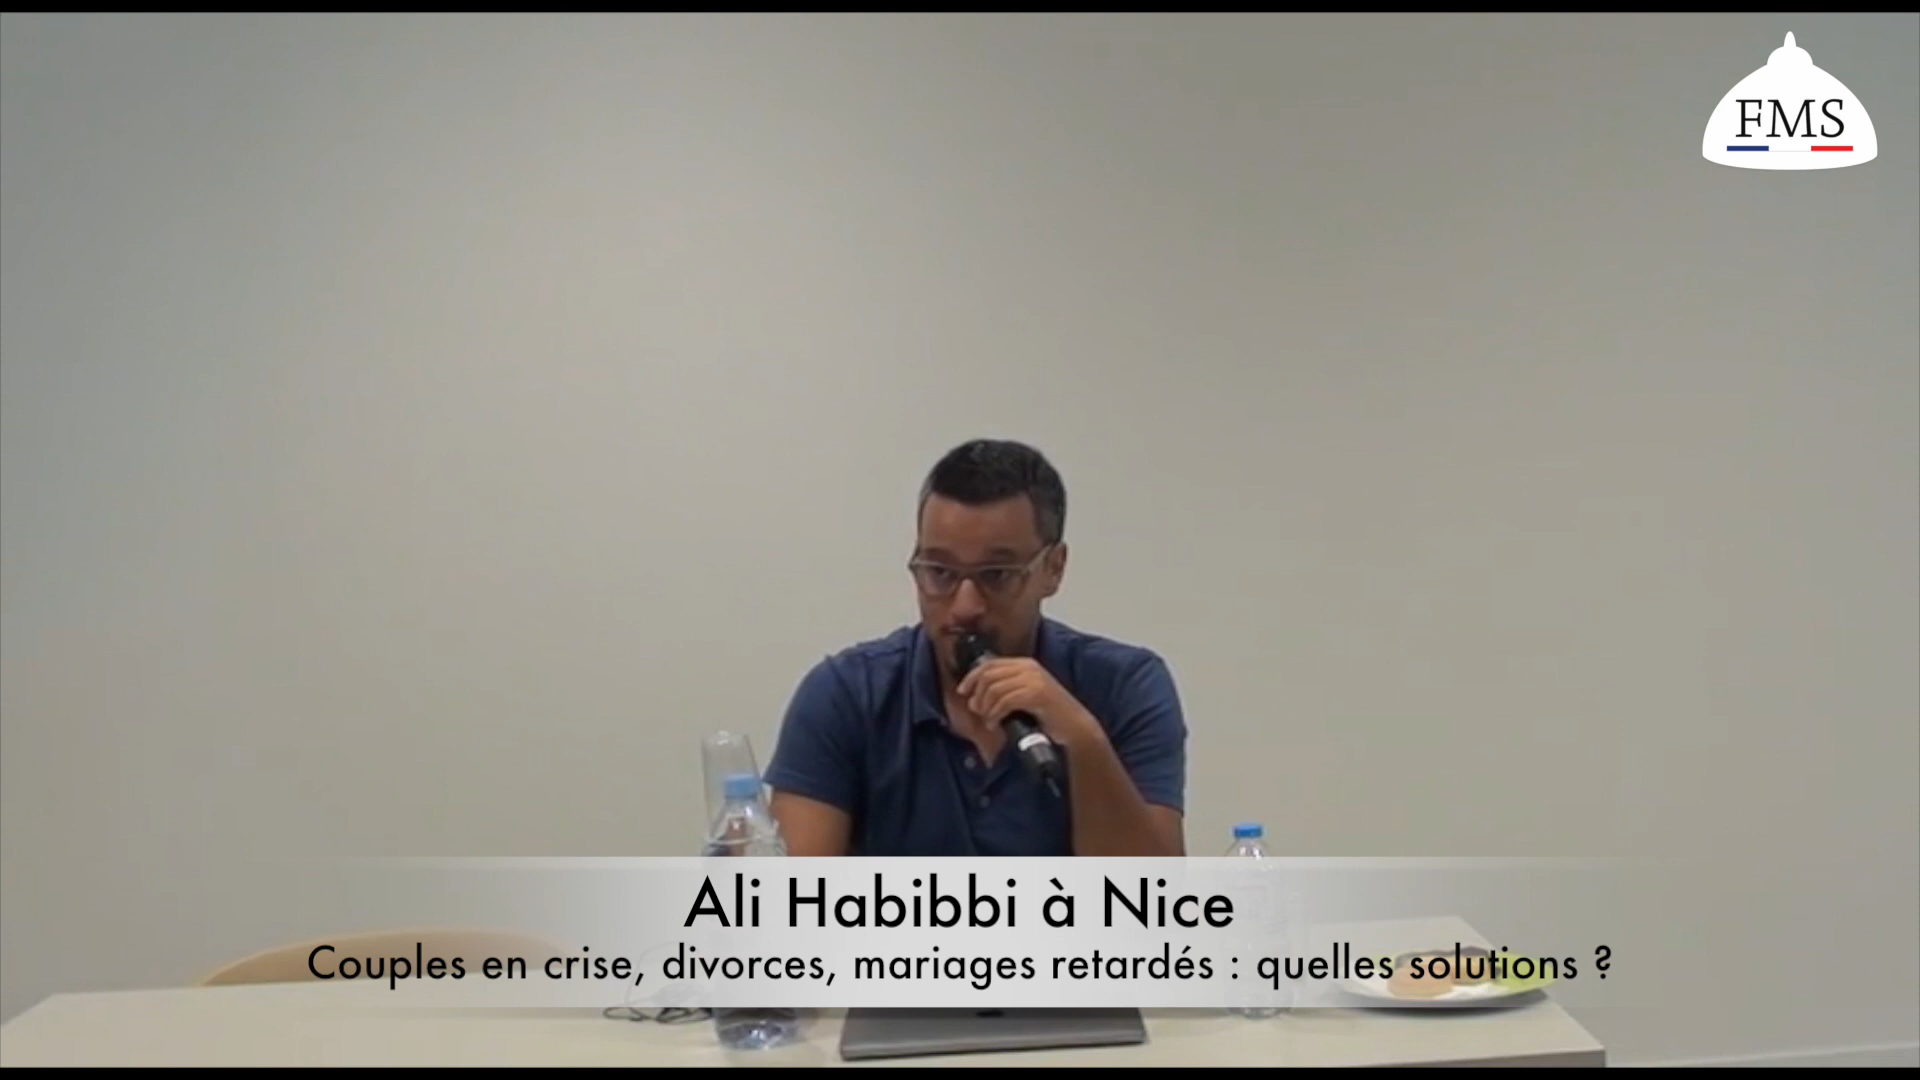 FMS
Ali Habibbi à Nice
Couples en crise, divorces, mariages retardés : quelles solutions ?